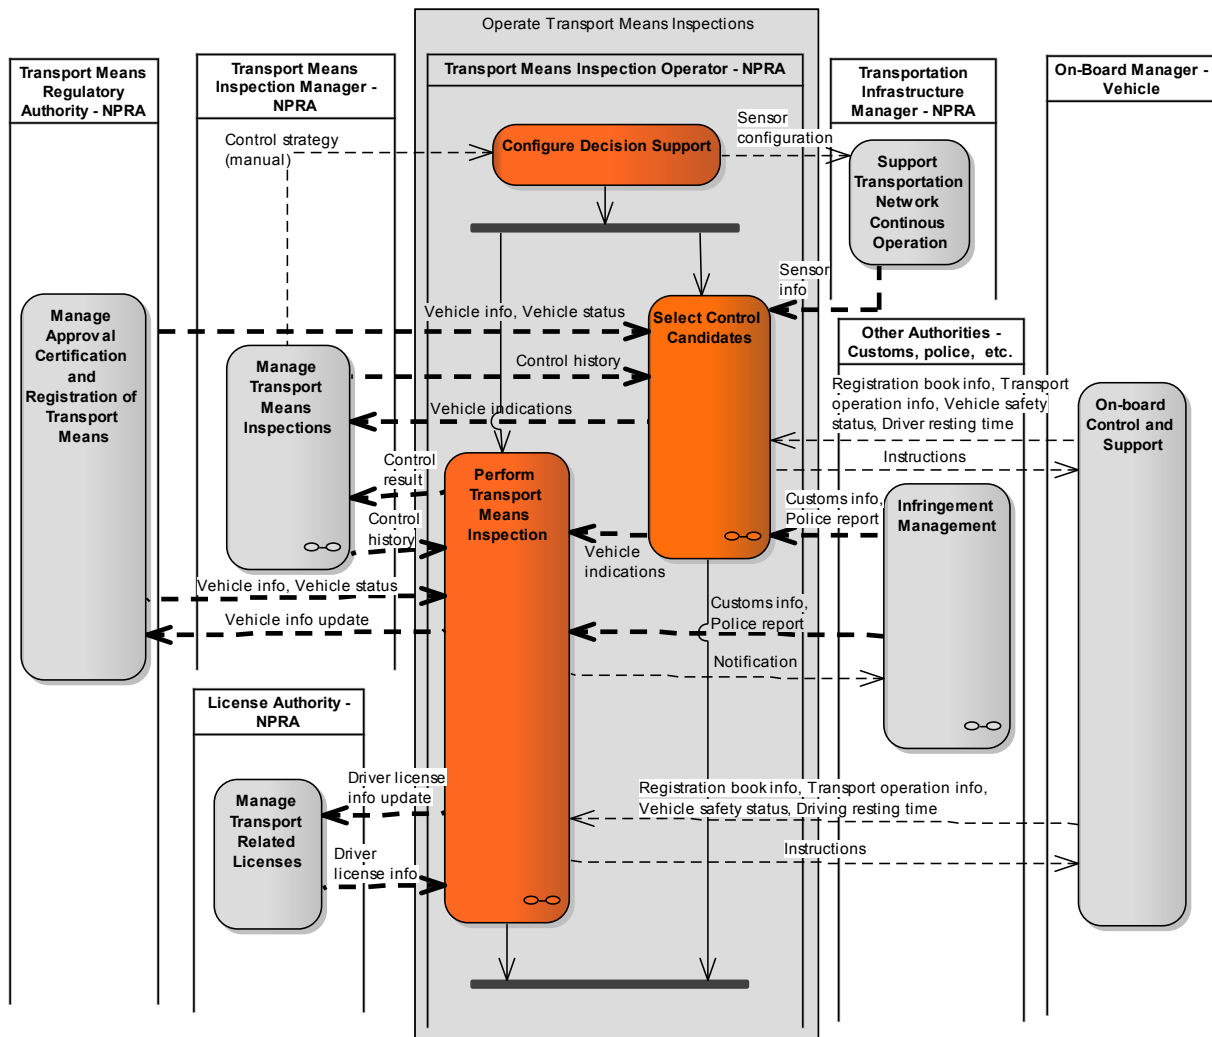 Operate Transport Means Inspections
Transport Means
Regulatory
Authority - NPRA
Transport Means
Inspection Manager -
NPRA
Transport Means Inspection Operator - NPRA
Transportation
Infrastructure
Manager - NPRA
On-Board Manager -
Vehicle
Control strategy
(manual)
Configure Decision Support
Sensor
configuration
Support
Transportation
Network
Continous
Operation
Sensor
info
Manage
Approval
Certification
and
Registration of
Transport
Means
Vehicle info, Vehicle status
Select Control
Candidates
Other Authorities -
Customs, police, etc.
Manage
Transport
Means
Inspections
Control history
Vehicle indications
Registration book info, Transport
operation info, Vehicle safety
status, Driver resting time
On-board
Control and
Support
Instructions
Control
result
Perform
Transport
Means
Inspection
Customs info,
Police report
Infringement
Management
Control
history
Vehicle
indications
Vehicle info, Vehicle status
Vehicle info update
Customs info,
Police report
Notification
License Authority -
NPRA
Manage
Transport
Related
Licenses
Driver license
info update
Registration book info, Transport operation info,
Vehicle safety status, Driving resting time
Instructions
Driver
license info